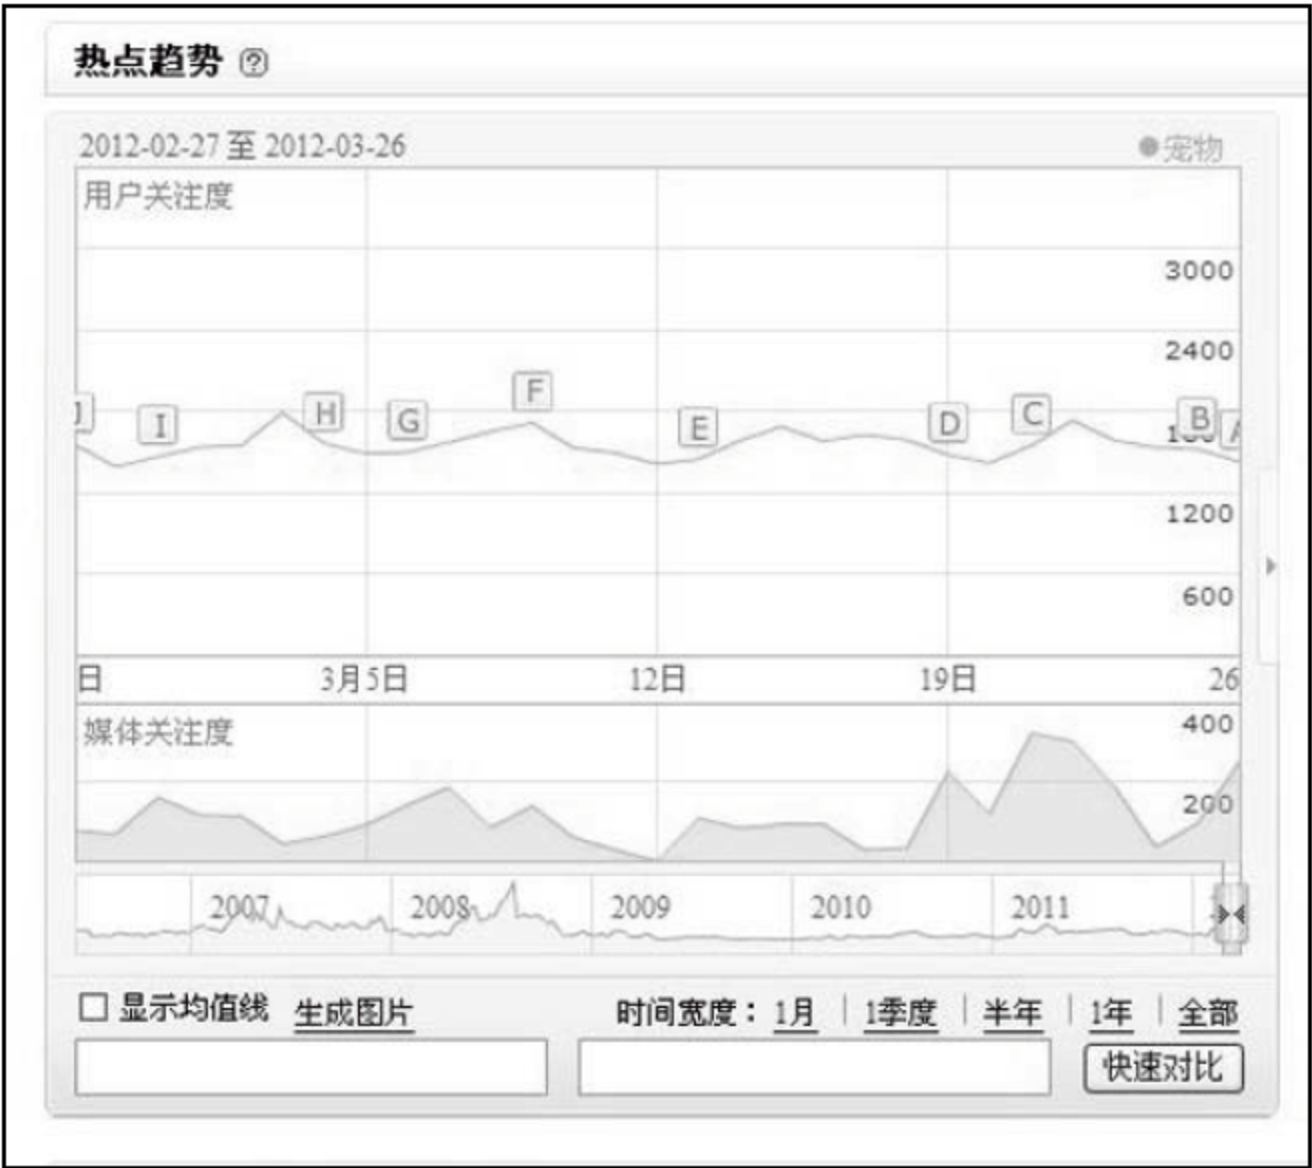 热点趋势 ?
2012-02-27 至 2012-03-26 宠物
用户关注度
3000
2400
I H G F E D C B A
1200
600
日 3月5日 12日 19日 26
媒体关注度
400
200
2007 2008 2009 2010 2011
显示均值线 生成图片 时间宽度： 1月 | 1季度 | 半年 | 1年 | 全部
快速对比